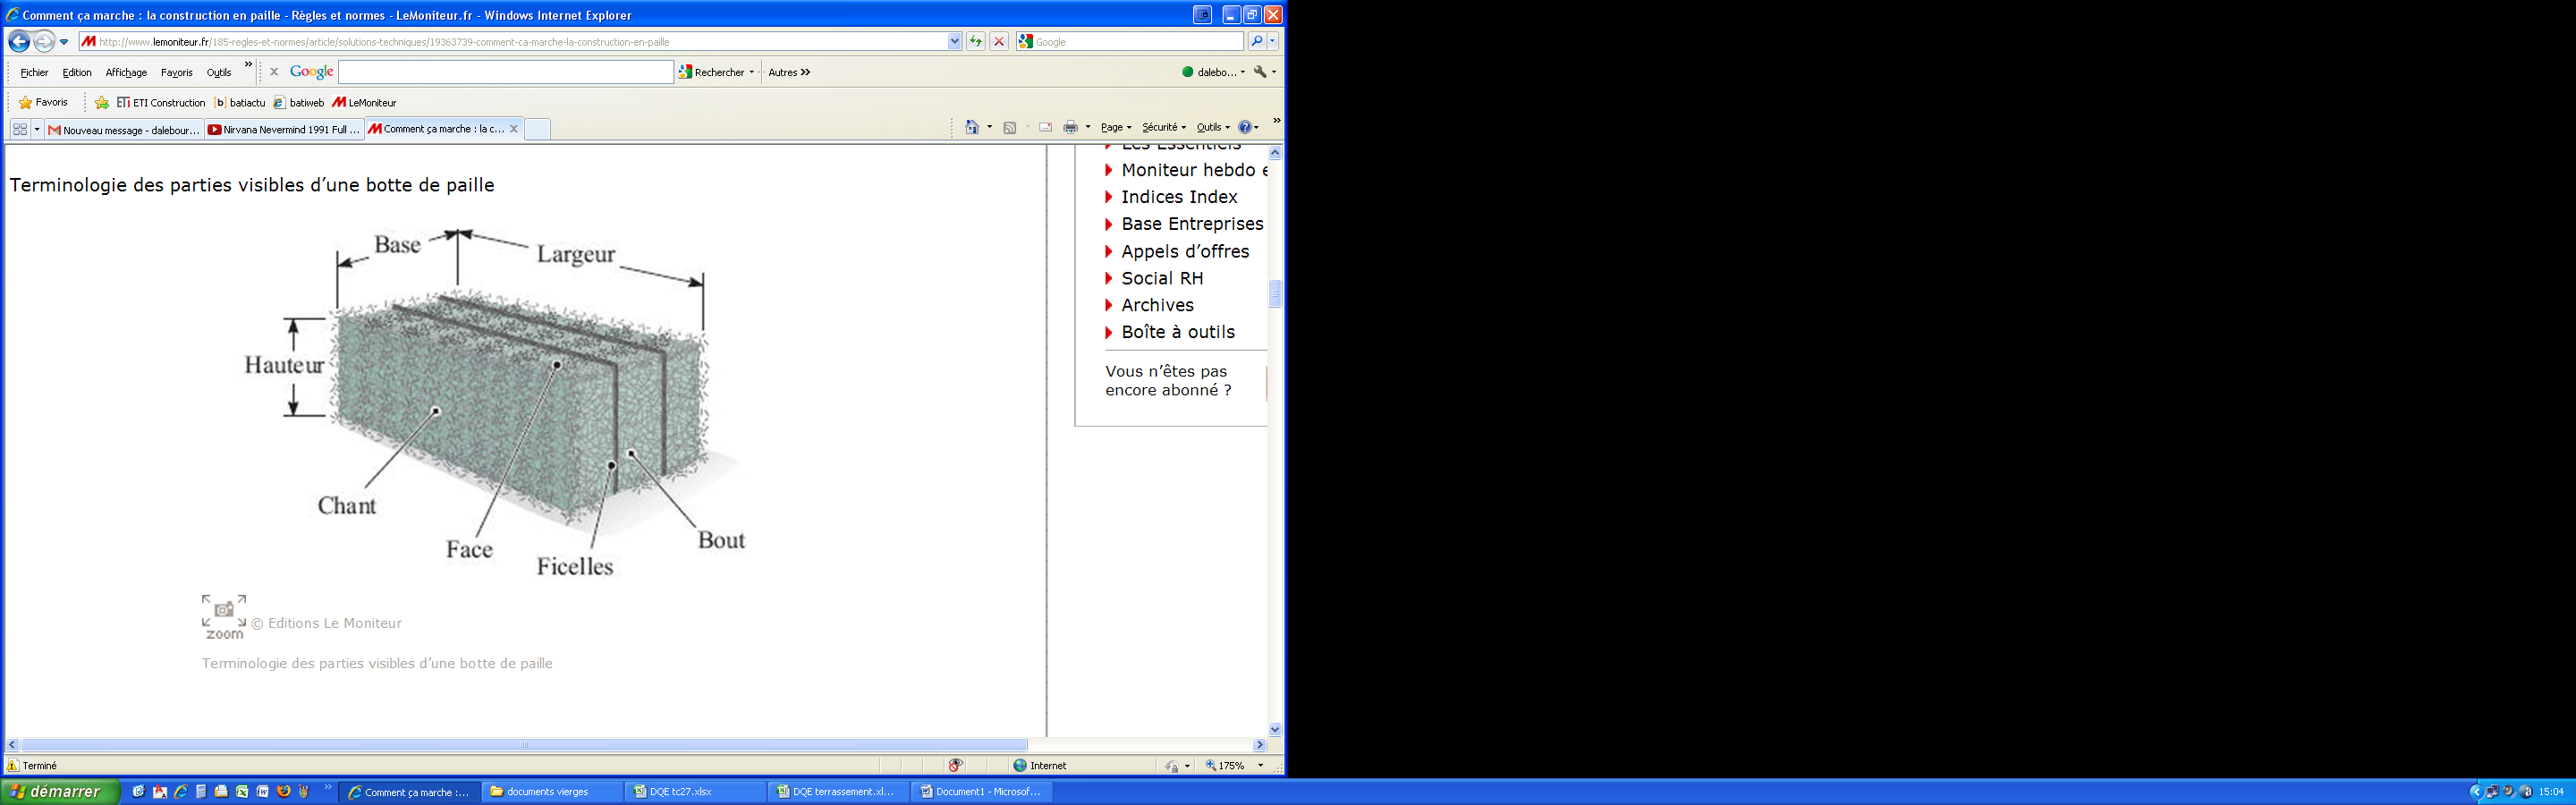 Comment ça marche : la construction en paille - Règles et normes - LeMoniteur.fr - Windows Internet Explorer
http://www.lemoniteur.fr/185-regles-et-normes/article/solutions-techniques/19363739-comment-ca-marche-la-construction-en-paille
Google
Fichier Edition Affichage Favoris Outils »
x Google Rechercher Autres » dalebo...
Favoris ETI Construction batiactu batiweb LeMoniteur
Nouveau message - dalebour... Nirvana Nevermind 1991 Full ... Comment ça marche : la c... Page Sécurité Outils »
Terminologie des parties visibles d’une botte de paille
Base
Largeur
Hauteur
Chant
Face
Ficelles
Bout
zoom © Editions Le Moniteur
Terminologie des parties visibles d’une botte de paille
Les Essentiels
Moniteur hebdo e
Indices Index
Base Entreprises
Appels d’offres
Social RH
Archives
Boîte à outils
Vous n’êtes pas
encore abonné ?
Terminé Internet 175%
démarrer » Comment ça marche :... documents vierges DQE tc27.xlsx DQE terrassement.xl... Document1 - Microsof... 15:04